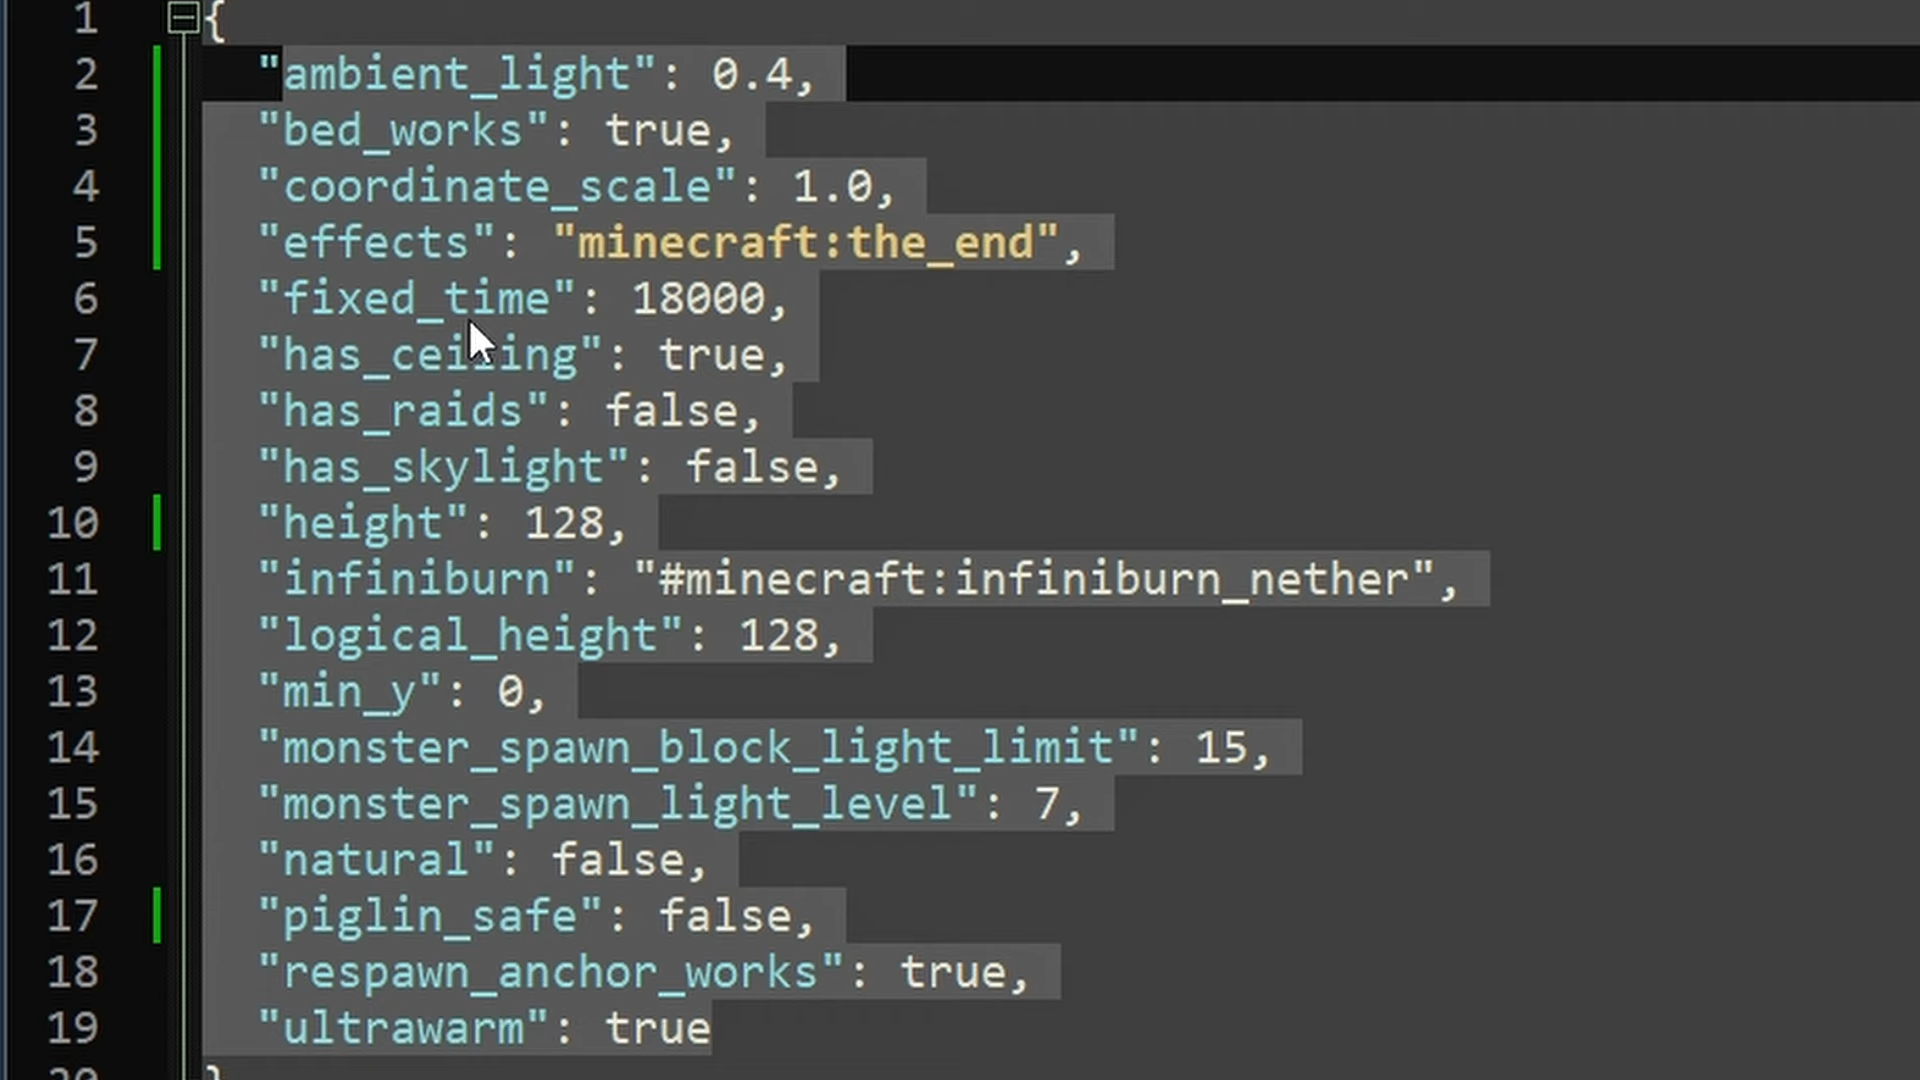 1 {
2 "ambient_light": 0.4,
3 "bed_works": true,
4 "coordinate_scale": 1.0,
5 "effects": "minecraft:the_end",
6 "fixed_time": 18000,
7 "has_ceiling": true,
8 "has_raids": false,
9 "has_skylight": false,
10 "height": 128,
11 "infiniburn": "#minecraft:infiniburn_nether",
12 "logical_height": 128,
13 "min_y": 0,
14 "monster_spawn_block_light_limit": 15,
15 "monster_spawn_light_level": 7,
16 "natural": false,
17 "piglin_safe": false,
18 "respawn_anchor_works": true,
19 "ultrawarm": true
20 }